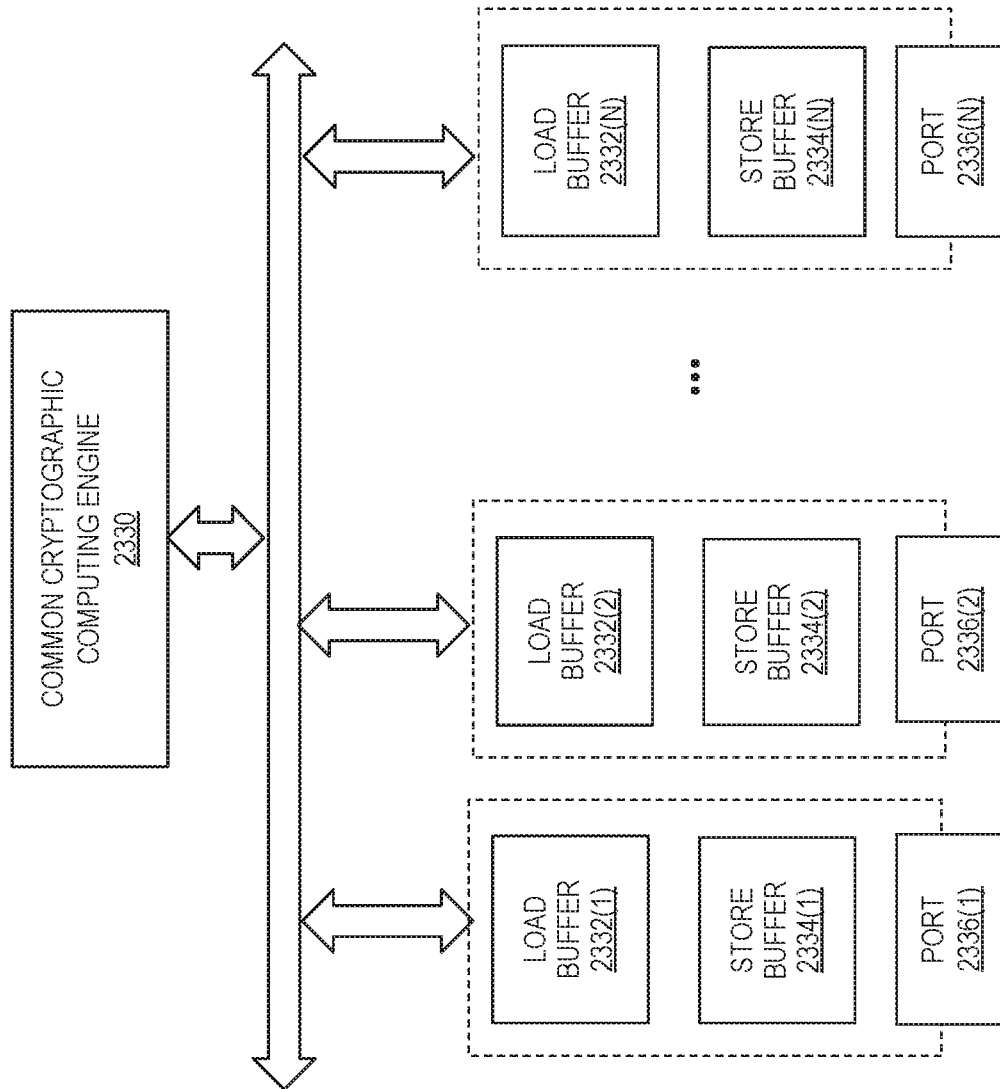 COMMON CRYPTOGRAPHIC
COMPUTING ENGINE
2330
LOAD
BUFFER
2332(1)
STORE
BUFFER
2334(1)
PORT
2336(1)
LOAD
BUFFER
2332(2)
STORE
BUFFER
2334(2)
PORT
2336(2)
...
LOAD
BUFFER
2332(N)
STORE
BUFFER
2334(N)
PORT
2336(N)